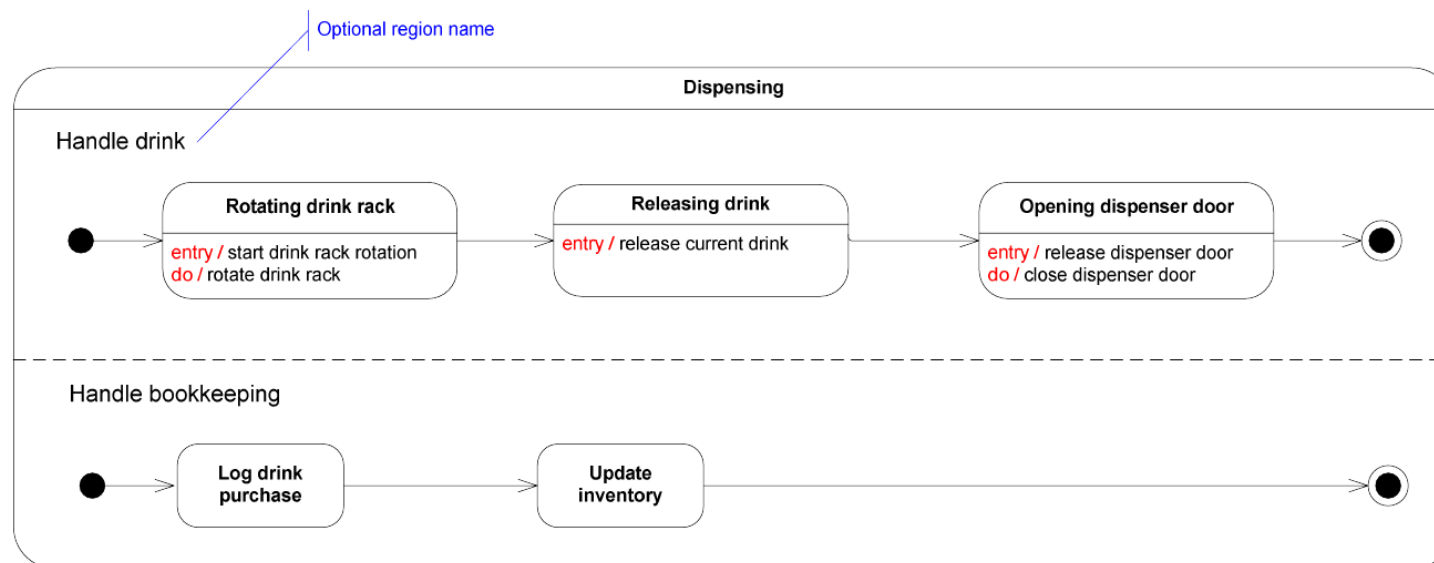 Optional region name
Dispensing
Handle drink
Rotating drink rack
entry / start drink rack rotation
do / rotate drink rack
Releasing drink
entry / release current drink
Opening dispenser door
entry / release dispenser door
do / close dispenser door
Handle bookkeeping
Log drink
purchase
Update
inventory